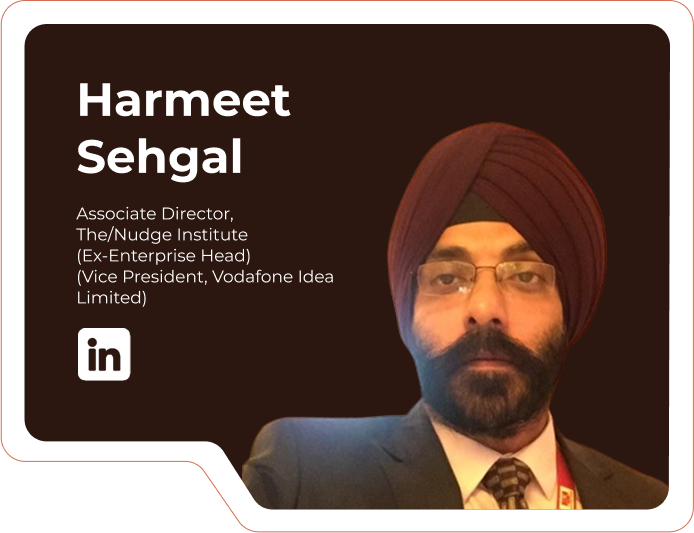 Harmeet
Sehgal
Associate Director,
The/Nudge Institute
(Ex-Enterprise Head)
(Vice President, Vodafone Idea
Limited)
in